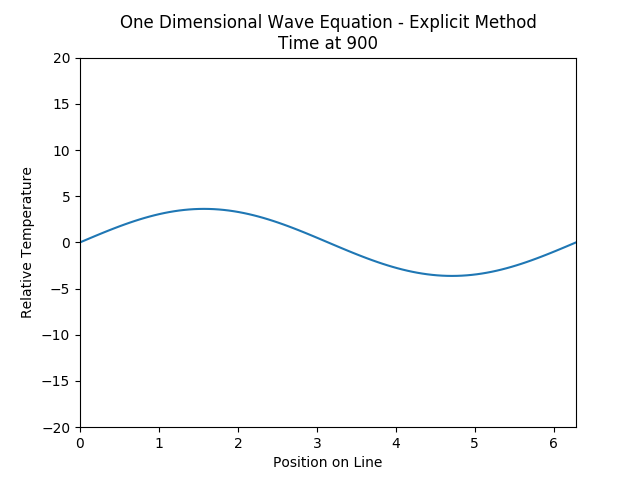 One Dimensional Wave Equation - Explicit Method
Time at 900
20
15
10
5
0
−5
−10
−15
−20
Relative Temperature
0 1 2 3 4 5 6
Position on Line